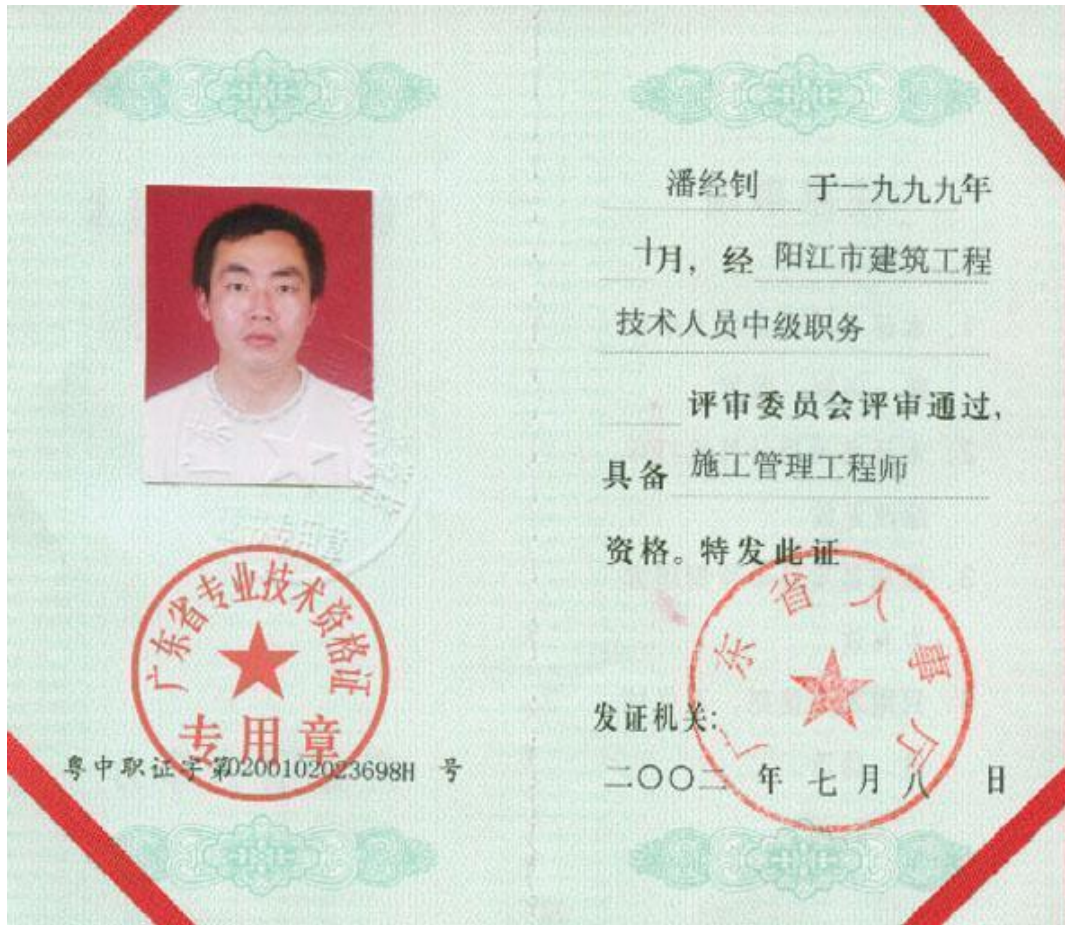 广东省专业技术资格证
专用章
粤中职证字第0200102023698H 号
潘经钊 于一九九九年
十月，经 阳江市建筑工程
技术人员中级职务
评审委员会评审通过，
具备 施工管理工程师
资格。特发此证
广东省人事厅
发证机关：
二〇〇二 年 七 月 八 日